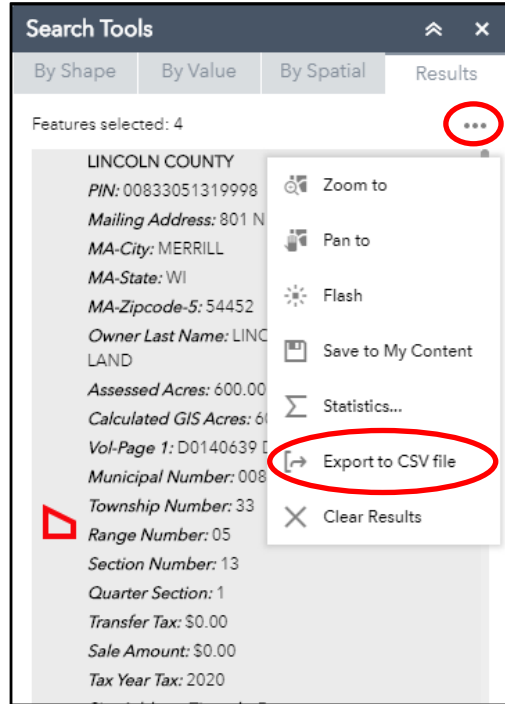 Search Tools
By Shape By Value By Spatial Results
Features selected: 4
LINCOLN COUNTY
PIN: 00833051319998
Mailing Address: 801 N
MA-City: MERRILL
MA-State: WI
MA-Zipcode-5: 54452
Owner Last Name: LINC
LAND
Assessed Acres: 600.00
Calculated GIS Acres: 60
Vol-Page 1: D0140639 D
Municipal Number: 008
Township Number: 33
Range Number: 05
Section Number: 13
Quarter Section: 1
Transfer Tax: $0.00
Sale Amount: $0.00
Tax Year Tax: 2020
Zoom to
Pan to
Flash
Save to My Content
Statistics...
Export to CSV file
Clear Results